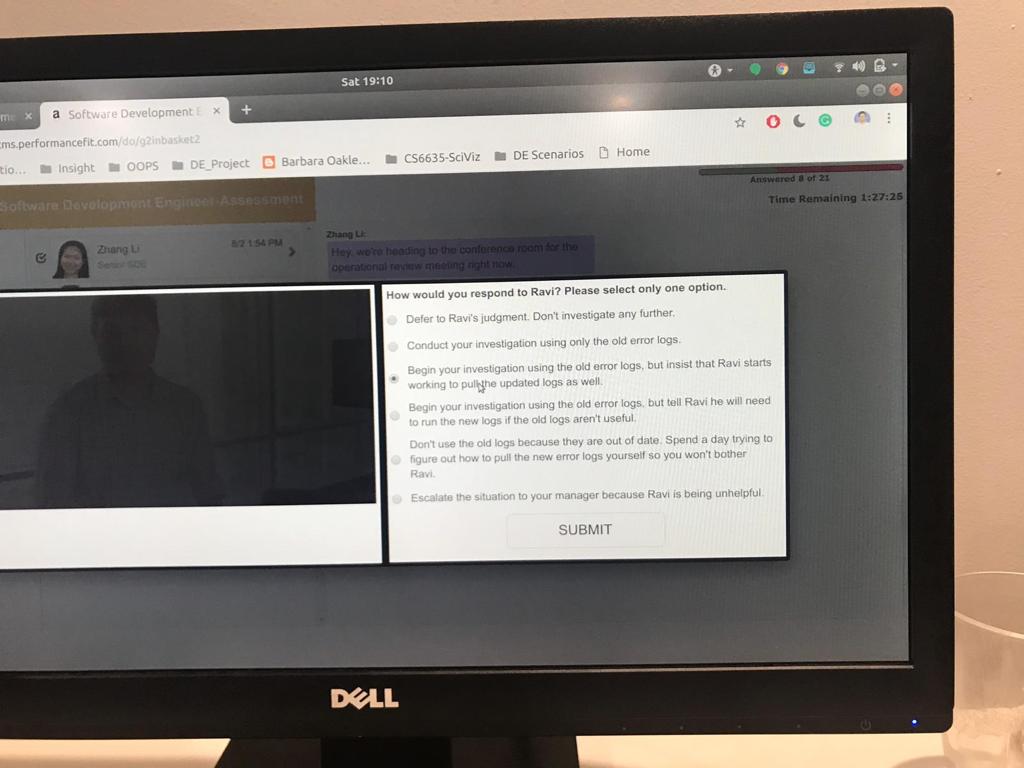 Sat 19:10
a Software Development E
ms.performancefit.com/do/g2inbasket2
Insight
OOPS
DE_Project
Barbara Oakle...
CS6635-SciViz
DE Scenarios
Home
Answered 8 of 21
Time Remaining 1:27:25
Software Development Engineer-Assessment
Zhang Li
8/2 1:54 PM
Senior SDE
Zhang Li:
Hey, we're heading to the conference room for the
operational review meeting right now.
How would you respond to Ravi? Please select only one option.
Defer to Ravi's judgment. Don't investigate any further.
Conduct your investigation using only the old error logs.
Begin your investigation using the old error logs, but insist that Ravi starts
working to pull the updated logs as well.
Begin your investigation using the old error logs, but tell Ravi he will need
to run the new logs if the old logs aren't useful.
Don't use the old logs because they are out of date. Spend a day trying to
figure out how to pull the new error logs yourself so you won't bother
Ravi.
Escalate the situation to your manager because Ravi is being unhelpful.
SUBMIT
DELL